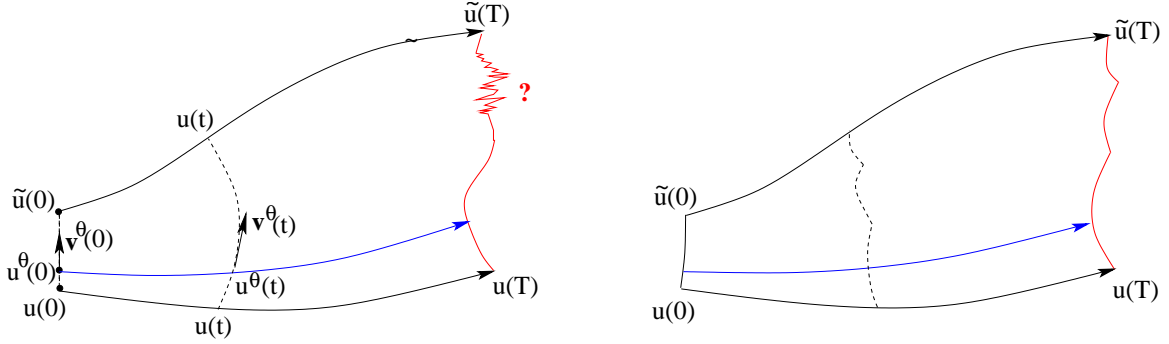 ũ(T)
?
u(t)
ũ(0)
v^θ(0)
v^θ(t)
u^θ(0)
u^θ(t)
u(0)
u(t)
u(T)
ũ(T)
ũ(0)
u(0)
u(T)